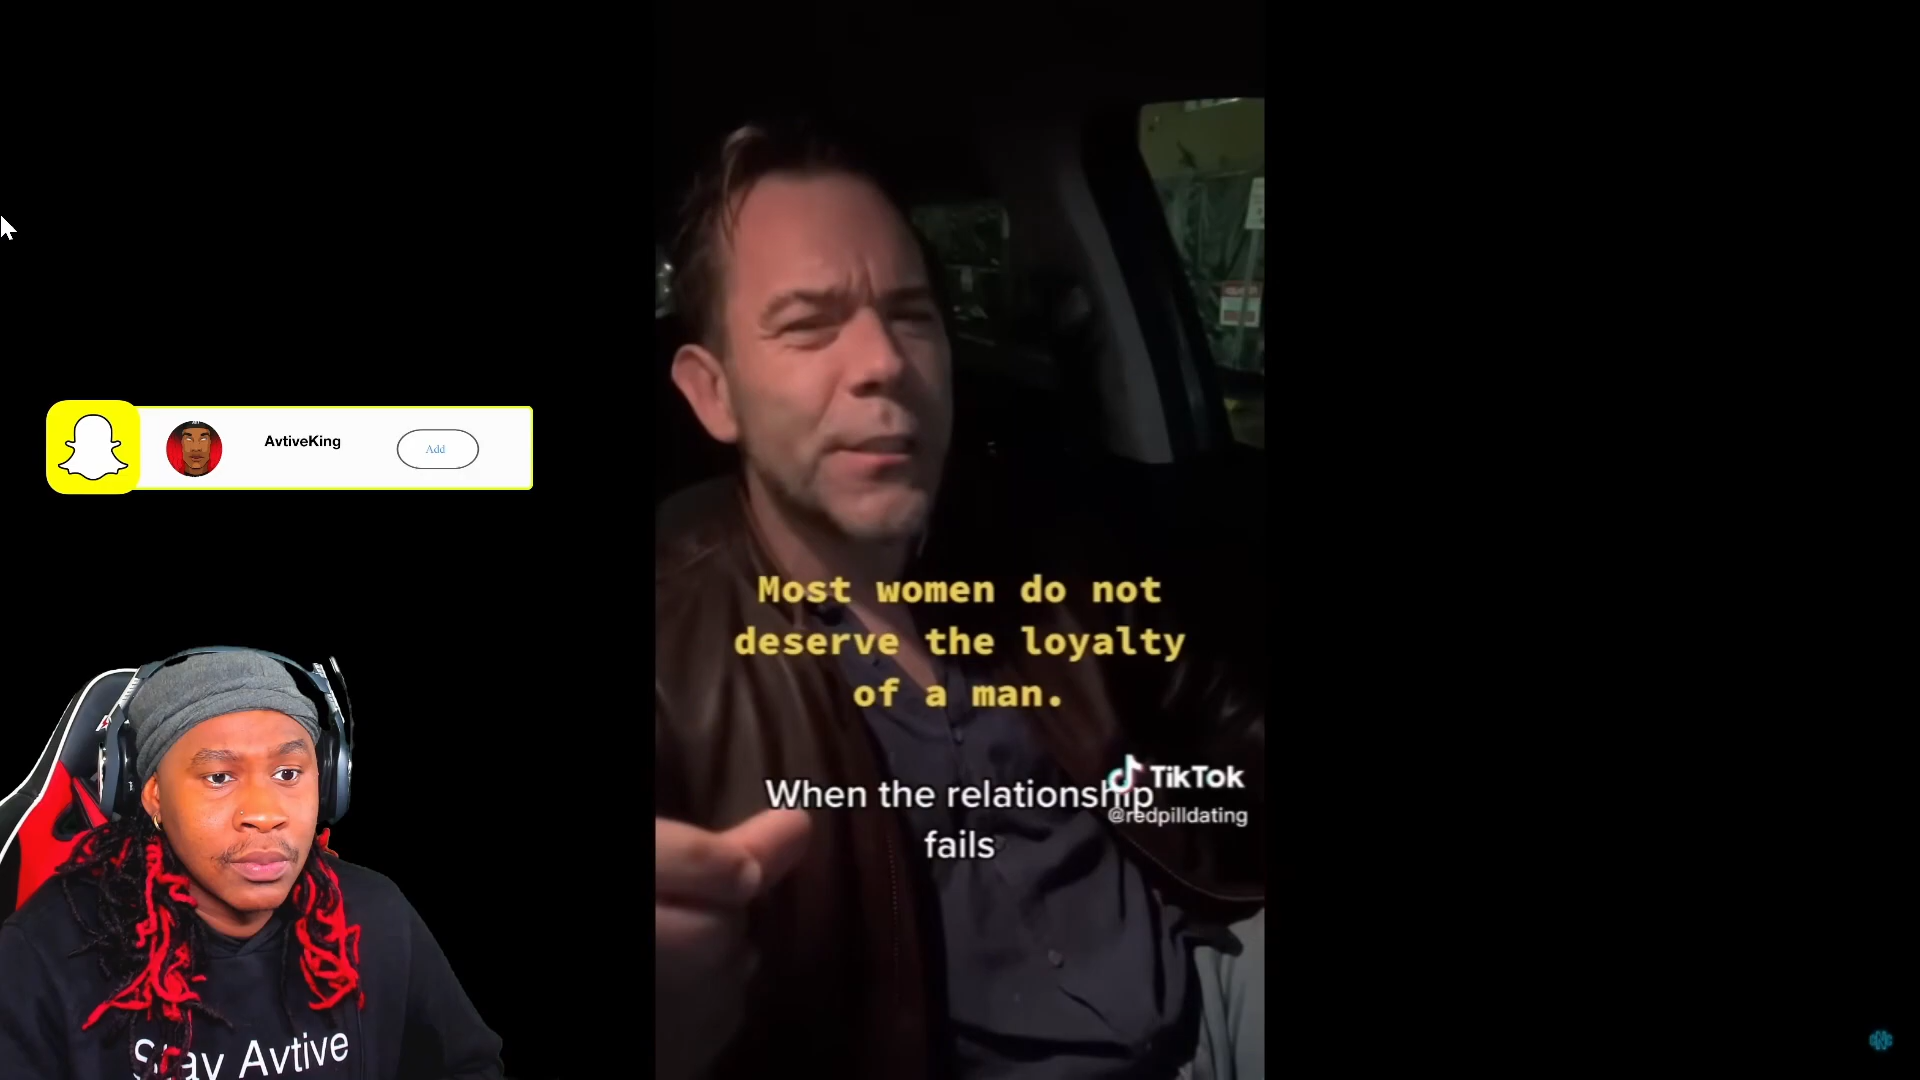 AvtiveKing
Add
Most women do not
deserve the loyalty
of a man.
When the relationship
fails
TikTok
@redpilldating
Stay Avtive